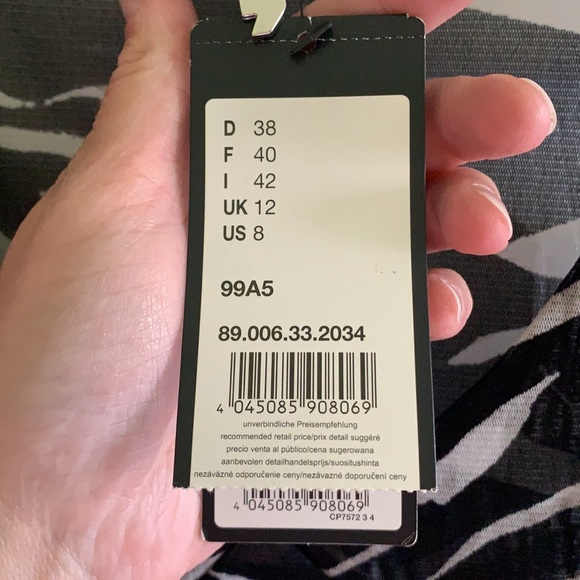 D 38
F 40
I 42
UK 12
US 8
99A5
89.006.33.2034
4 045085 908069
unverbindliche Preisempfehlung
recommended retail price/prix detail suggéré
precio venta al público/cena sugerowana
aanbevolen detailhandelsprijs/suositushinta
nezáväzné odporučenie ceny/nezávazné doporučení ceny
4 045085 908069
CP7572 3 4